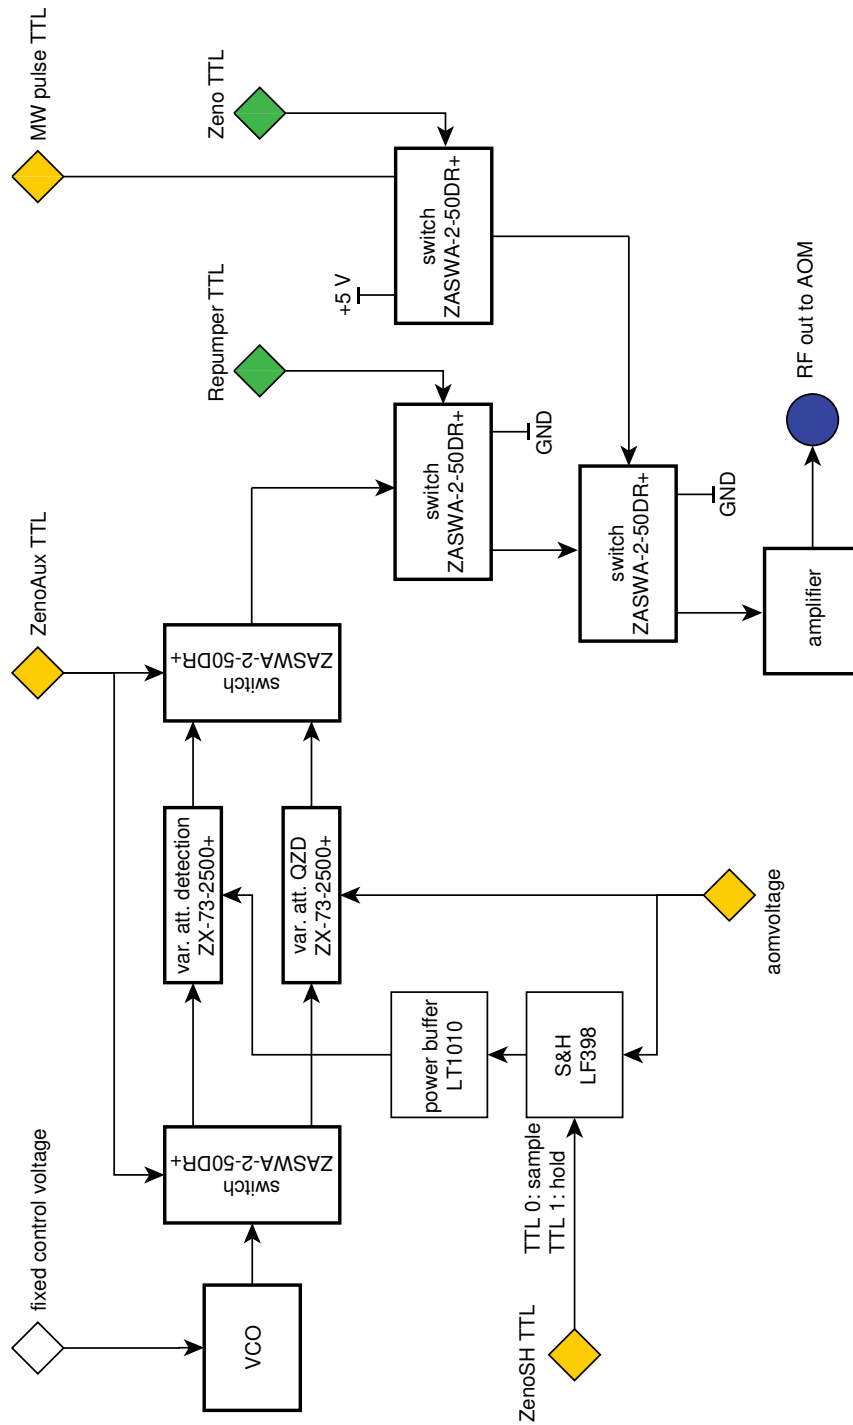 fixed control voltage
ZenoAux TTL
MW pulse TTL
VCO
switch
ZASWA-2-50DR+
var. att. detection
ZX-73-2500+
var. att. QZD
ZX-73-2500+
switch
ZASWA-2-50DR+
Repumper TTL
Zeno TTL
+5 V
switch
ZASWA-2-50DR+
switch
ZASWA-2-50DR+
GND
power buffer
LT1010
S&H
LF398
TTL 0: sample
TTL 1: hold
ZenoSH TTL
aomvoltage
switch
ZASWA-2-50DR+
GND
amplifier
RF out to AOM